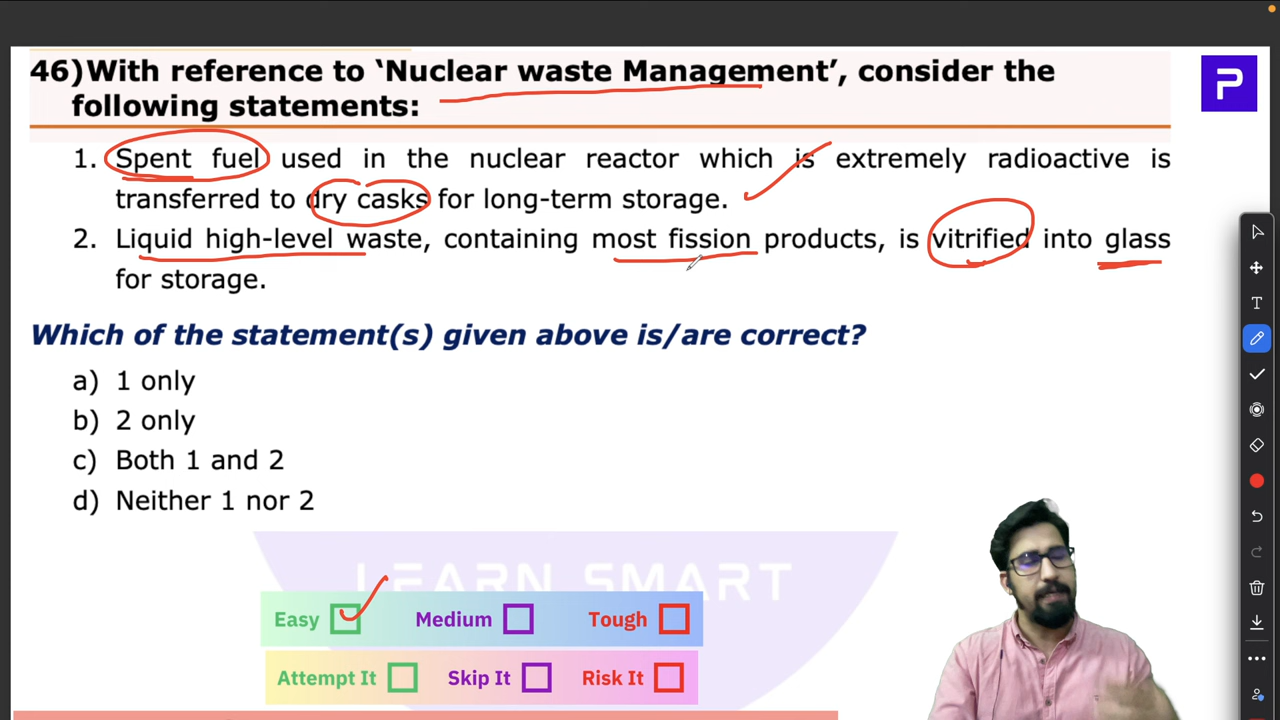 46)With reference to ‘Nuclear waste Management’, consider the
following statements:
1. Spent fuel used in the nuclear reactor which is extremely radioactive is
transferred to dry casks for long-term storage.
2. Liquid high-level waste, containing most fission products, is vitrified into glass
for storage.
Which of the statement(s) given above is/are correct?
a) 1 only
b) 2 only
c) Both 1 and 2
d) Neither 1 nor 2
LEARN SMART
Easy Medium Tough
Attempt It Skip It Risk It